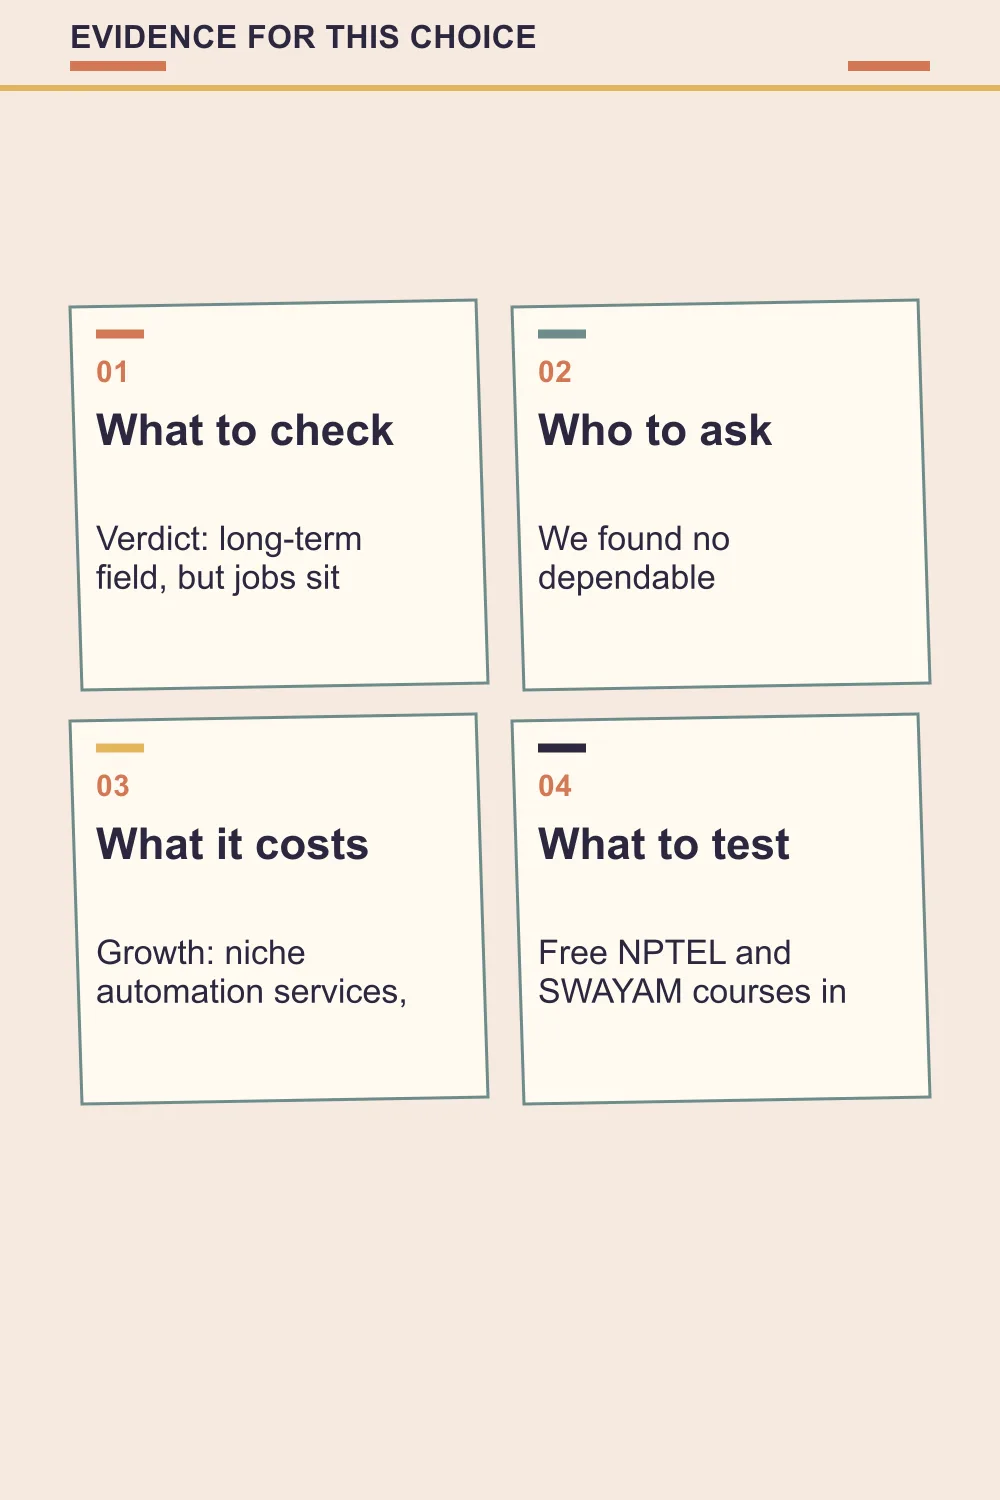 EVIDENCE FOR THIS CHOICE
01
What to check
Verdict: long-term
field, but jobs sit
02
Who to ask
We found no
dependable
03
What it costs
Growth: niche
automation services,
04
What to test
Free NPTEL and
SWAYAM courses in